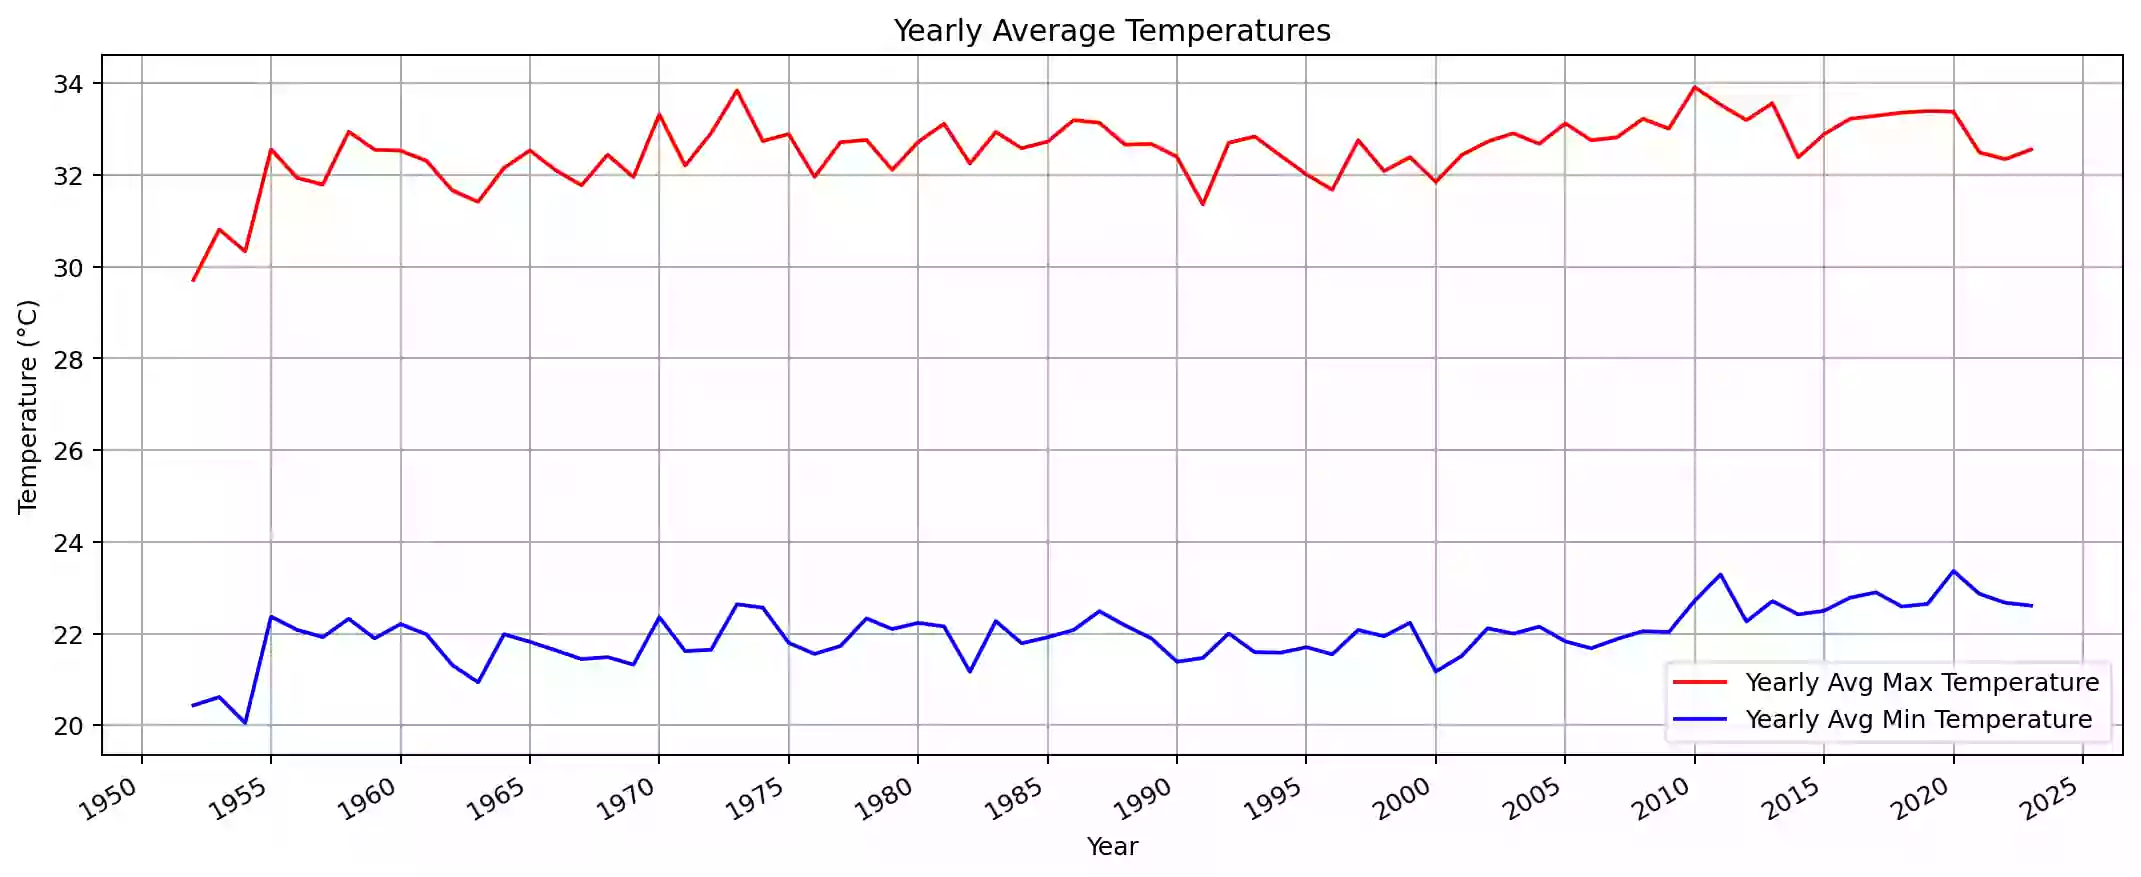 Yearly Average Temperatures
Temperature (°C)
34
32
30
28
26
24
22
20
Yearly Avg Max Temperature
Yearly Avg Min Temperature
1950 1955 1960 1965 1970 1975 1980 1985 1990 1995 2000 2005 2010 2015 2020 2025
Year